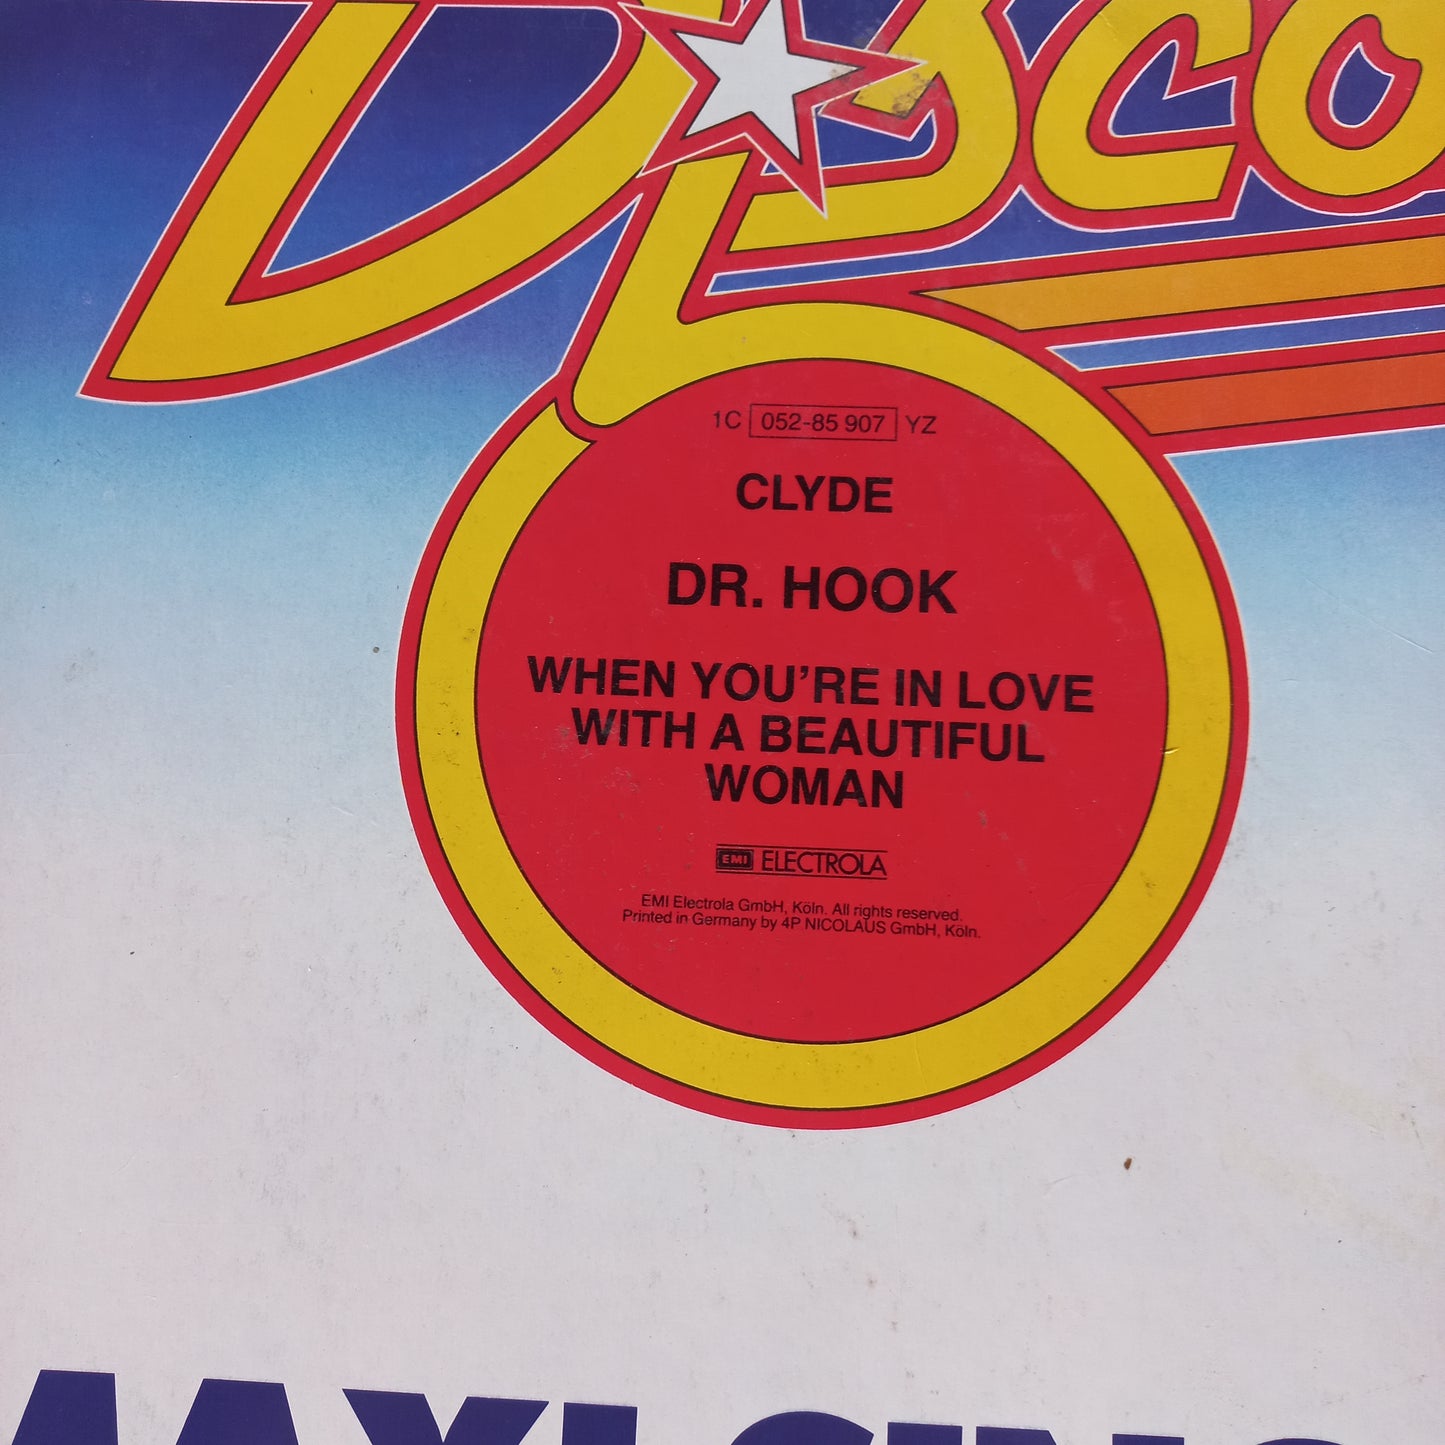 Disco
1C 052-85 907 YZ
CLYDE
DR. HOOK
WHEN YOU'RE IN LOVE
WITH A BEAUTIFUL
WOMAN
EMI ELECTROLA
EMI Electrola GmbH, Köln. All rights reserved.
Printed in Germany by 4P NICOLAUS GmbH, Köln.